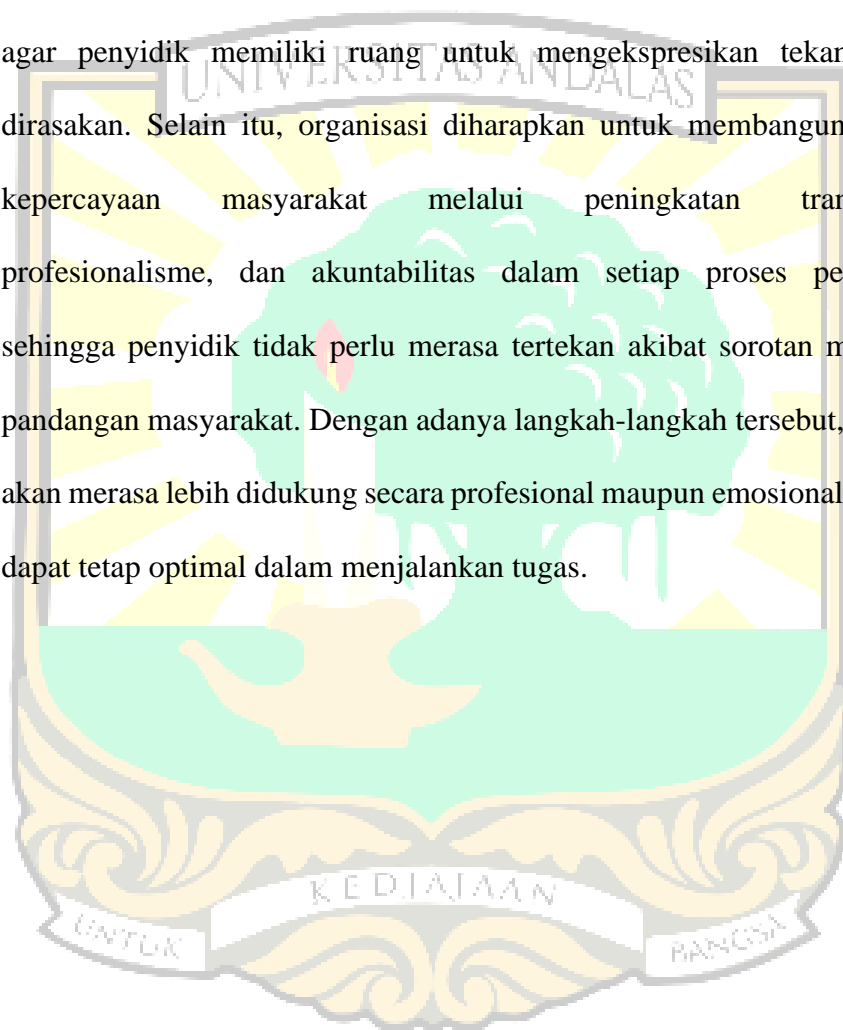 agar penyidik memiliki ruang untuk mengekspresikan tekan
UNIVERSITAS ANDALAS
dirasakan. Selain itu, organisasi diharapkan untuk membangun
kepercayaan masyarakat melalui peningkatan tran
profesionalisme, dan akuntabilitas dalam setiap proses pe
sehingga penyidik tidak perlu merasa tertekan akibat sorotan m
pandangan masyarakat. Dengan adanya langkah-langkah tersebut,
akan merasa lebih didukung secara profesional maupun emosional
dapat tetap optimal dalam menjalankan tugas.
KEDJAJAAN
UNTUK BANGSA